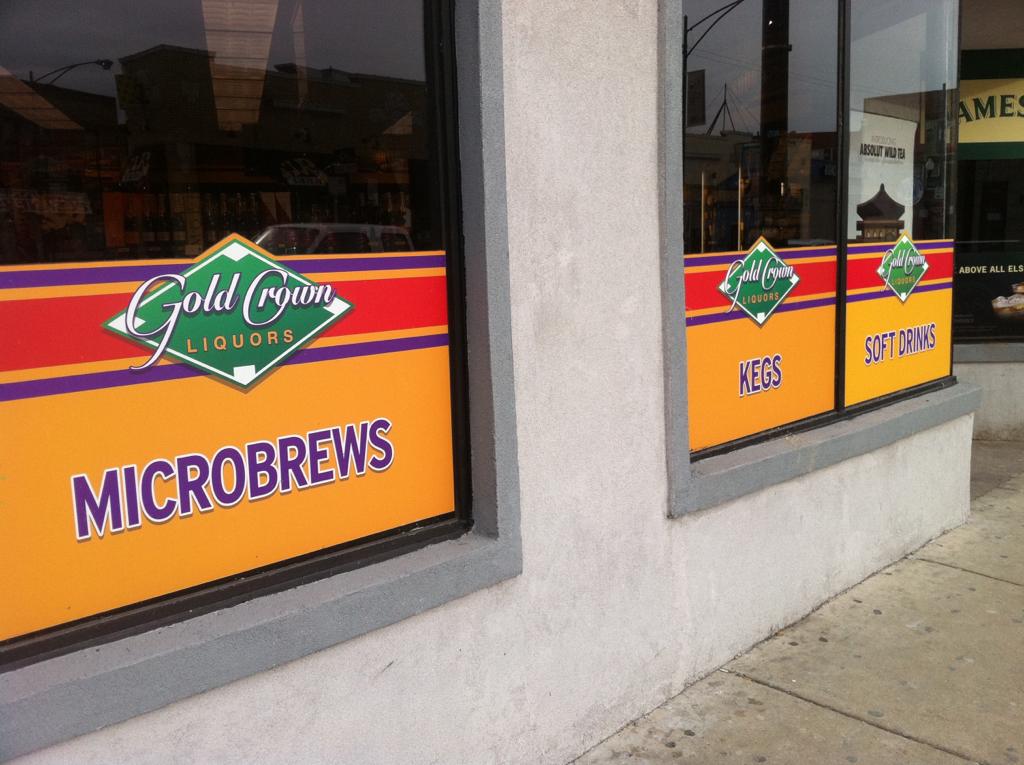 Gold Crown
LIQUORS
MICROBREWS
Gold Crown
LIQUORS
KEGS
Gold Crown
LIQUORS
SOFT DRINKS
INTRODUCING
ABSOLUT WILD TEA
AMES
ABOVE ALL ELS